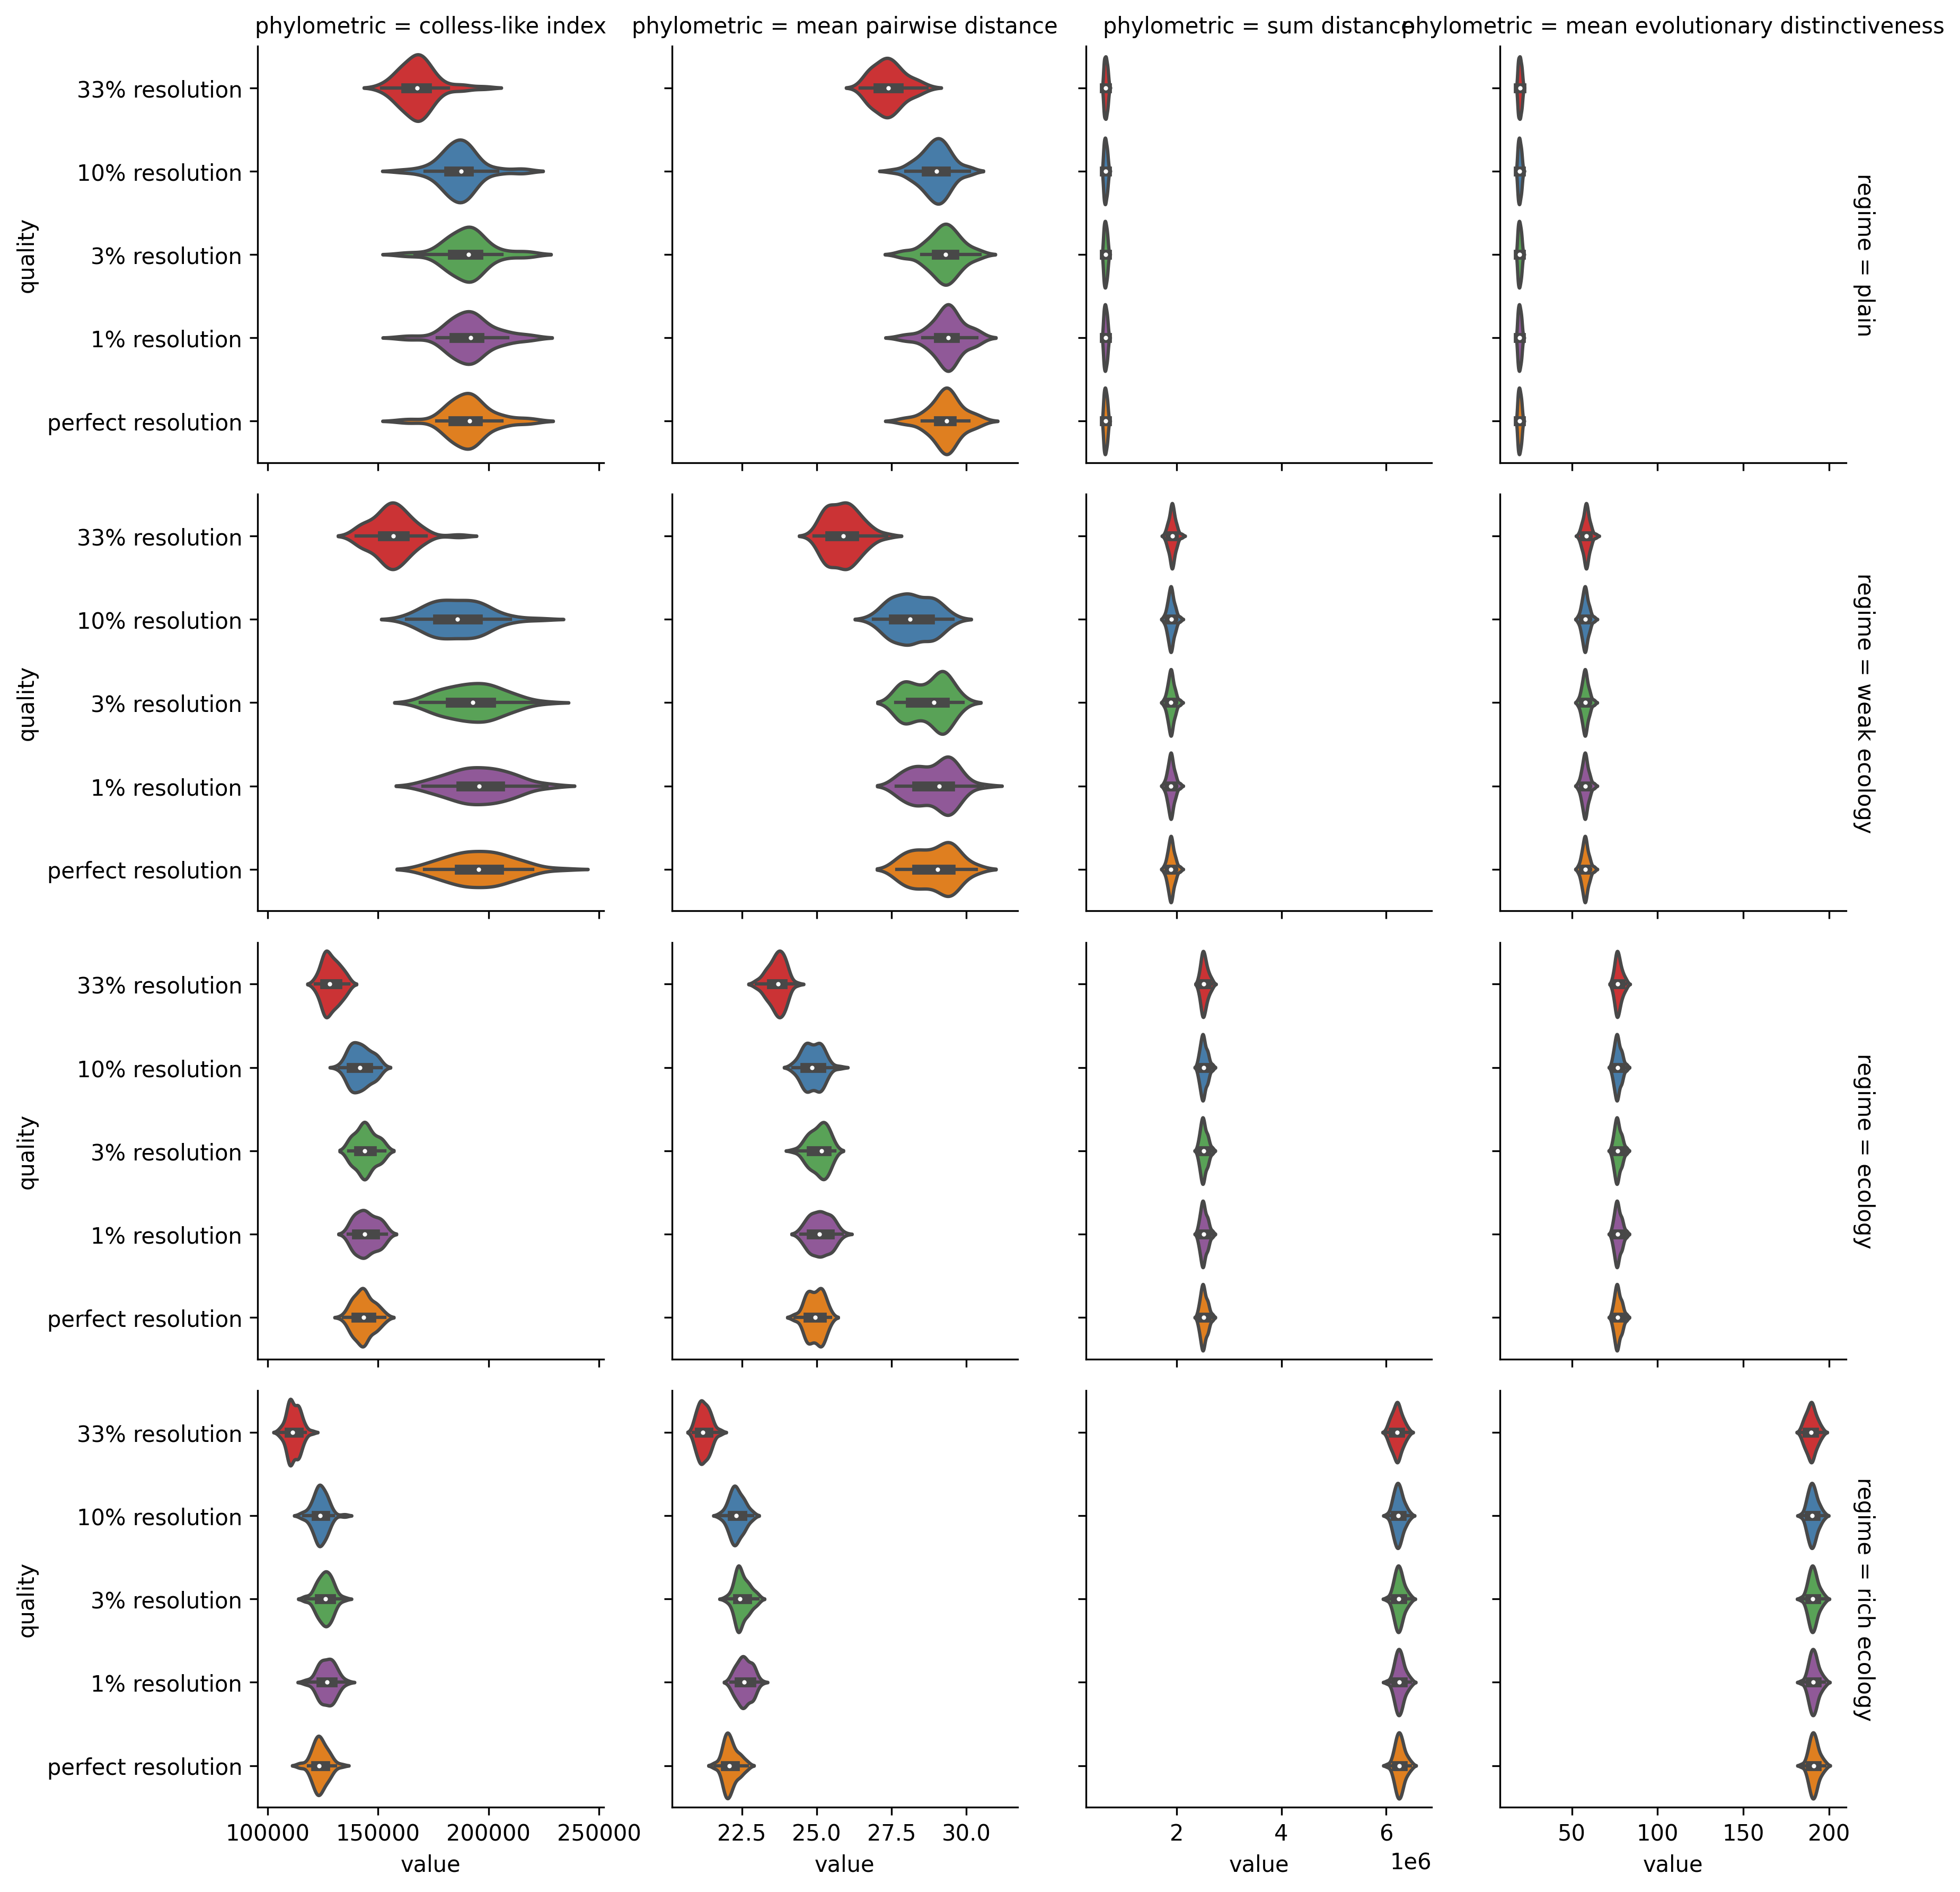 phylometric = colless-like index
phylometric = mean pairwise distance
phylometric = sum distance
phylometric = mean evolutionary distinctiveness
quality
33% resolution
10% resolution
3% resolution
1% resolution
perfect resolution
regime = plain
quality
33% resolution
10% resolution
3% resolution
1% resolution
perfect resolution
regime = weak ecology
quality
33% resolution
10% resolution
3% resolution
1% resolution
perfect resolution
regime = ecology
quality
33% resolution
10% resolution
3% resolution
1% resolution
perfect resolution
regime = rich ecology
100000 150000 200000 250000
value
22.5 25.0 27.5 30.0
value
2 4 6
1e6
value
50 100 150 200
value